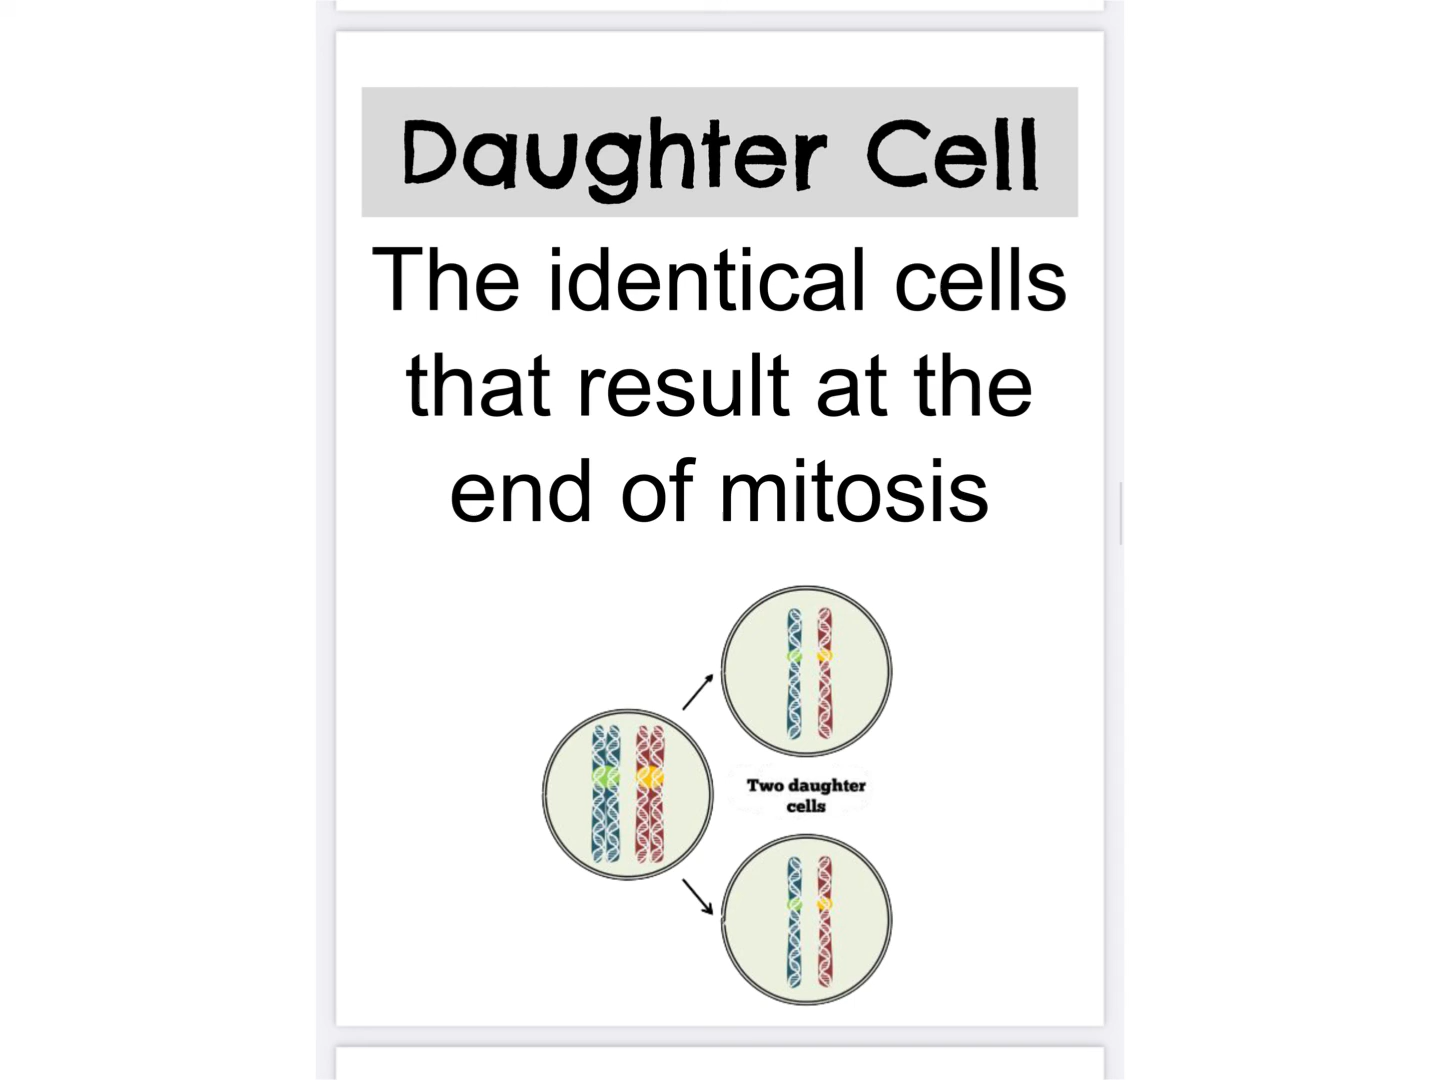 Daughter Cell
The identical cells
that result at the
end of mitosis
Two daughter
cells